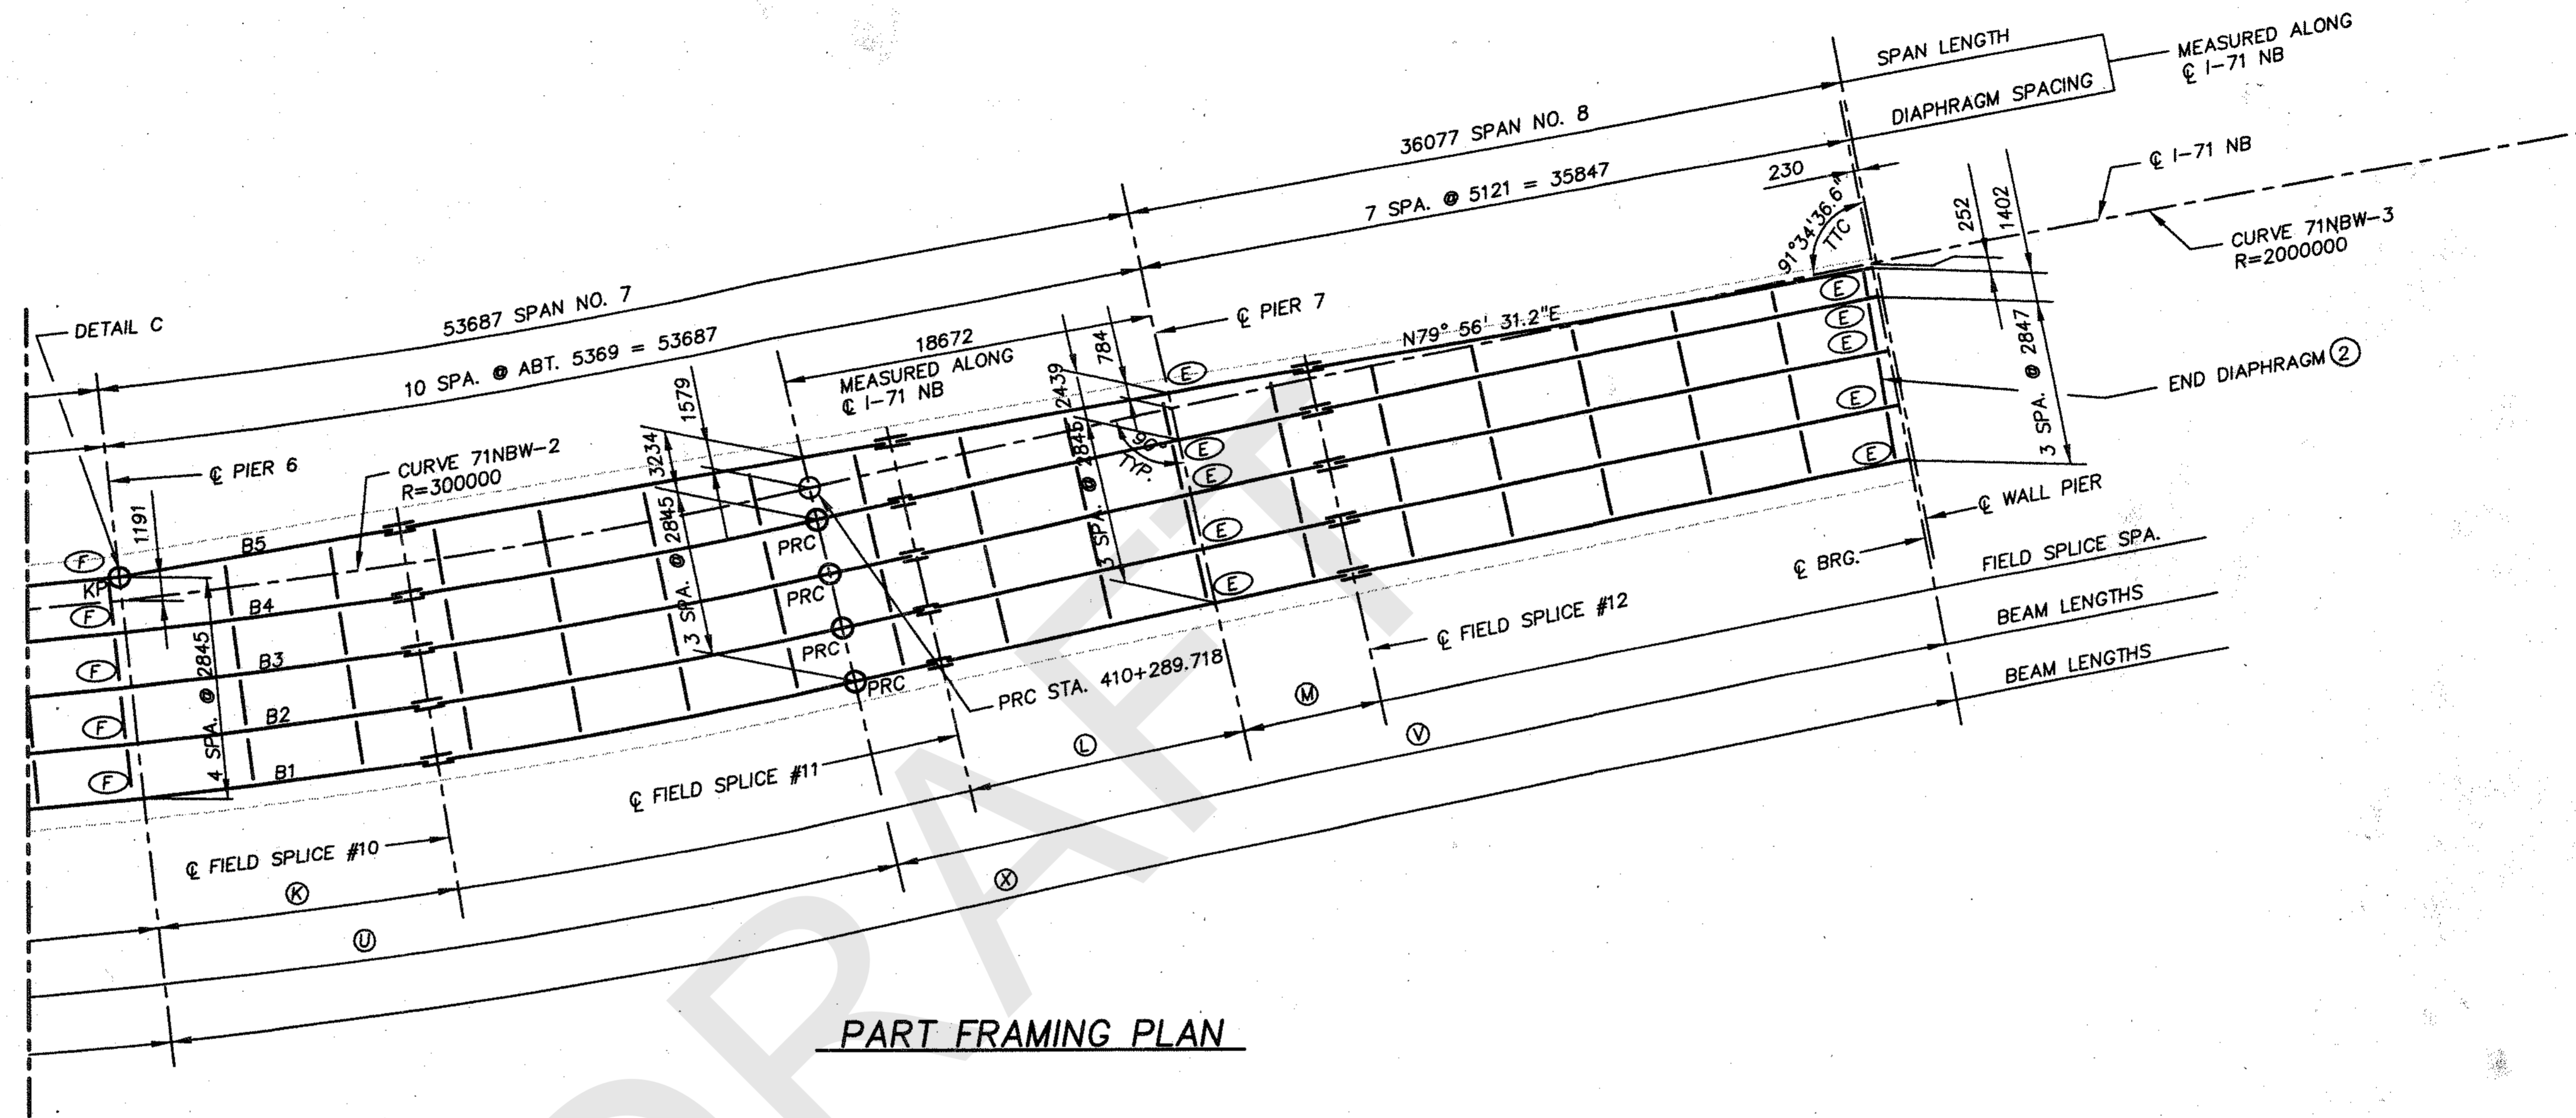 SPAN LENGTH
DIAPHRAGM SPACING
MEASURED ALONG
℄ I-71 NB
36077 SPAN NO. 8
7 SPA. @ 5121 = 35847
230
℄ I-71 NB
252
1402
CURVE 71NBW-3
R=2000000
91°34'36.6"
TTC
53687 SPAN NO. 7
10 SPA. @ ABT. 5369 = 53687
DETAIL C
18672
MEASURED ALONG
℄ I-71 NB
℄ PIER 7
N79° 56' 31.2"E
2439
784
1579
3234
3 SPA. @ 2845
3 SPA. @ 2845
90°
TYP.
℄ PIER 6
CURVE 71NBW-2
R=300000
1191
4 SPA. @ 2845
KP
B5
B4
B3
B2
B1
F
F
F
F
F
PRC
PRC
PRC
PRC
E
E
E
E
E
E
E
E
E
E
3 SPA. @ 2847
END DIAPHRAGM 2
℄ WALL PIER
℄ BRG.
FIELD SPLICE SPA.
BEAM LENGTHS
BEAM LENGTHS
℄ FIELD SPLICE #12
PRC STA. 410+289.718
℄ FIELD SPLICE #11
℄ FIELD SPLICE #10
K
L
M
U
V
X
PART FRAMING PLAN
DRAFT